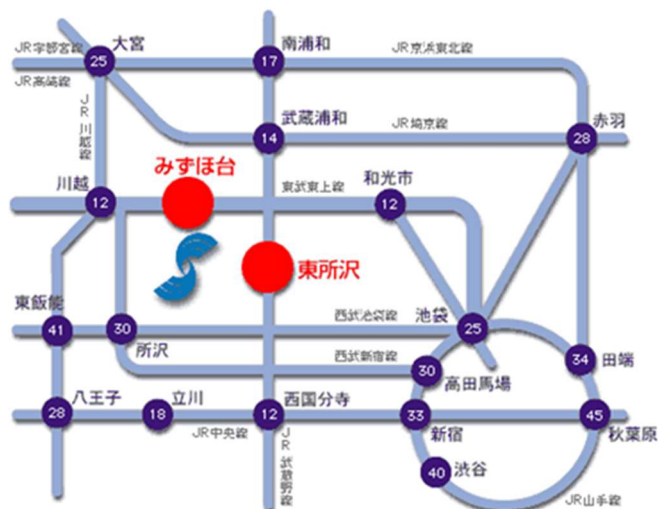 JR宇都宮線
大宮
南浦和
JR京浜東北線
25
17
JR高崎線
JR川越線
武蔵浦和
JR埼京線
赤羽
14
28
みずほ台
川越
東武東上線
和光市
12
12
東所沢
東飯能
西武池袋線
池袋
41
30
25
所沢
西武新宿線
30
34
田端
高田馬場
八王子
立川
西国分寺
28
18
12
33
45
JR中央線
新宿
秋葉原
JR武蔵野線
40
渋谷
JR山手線